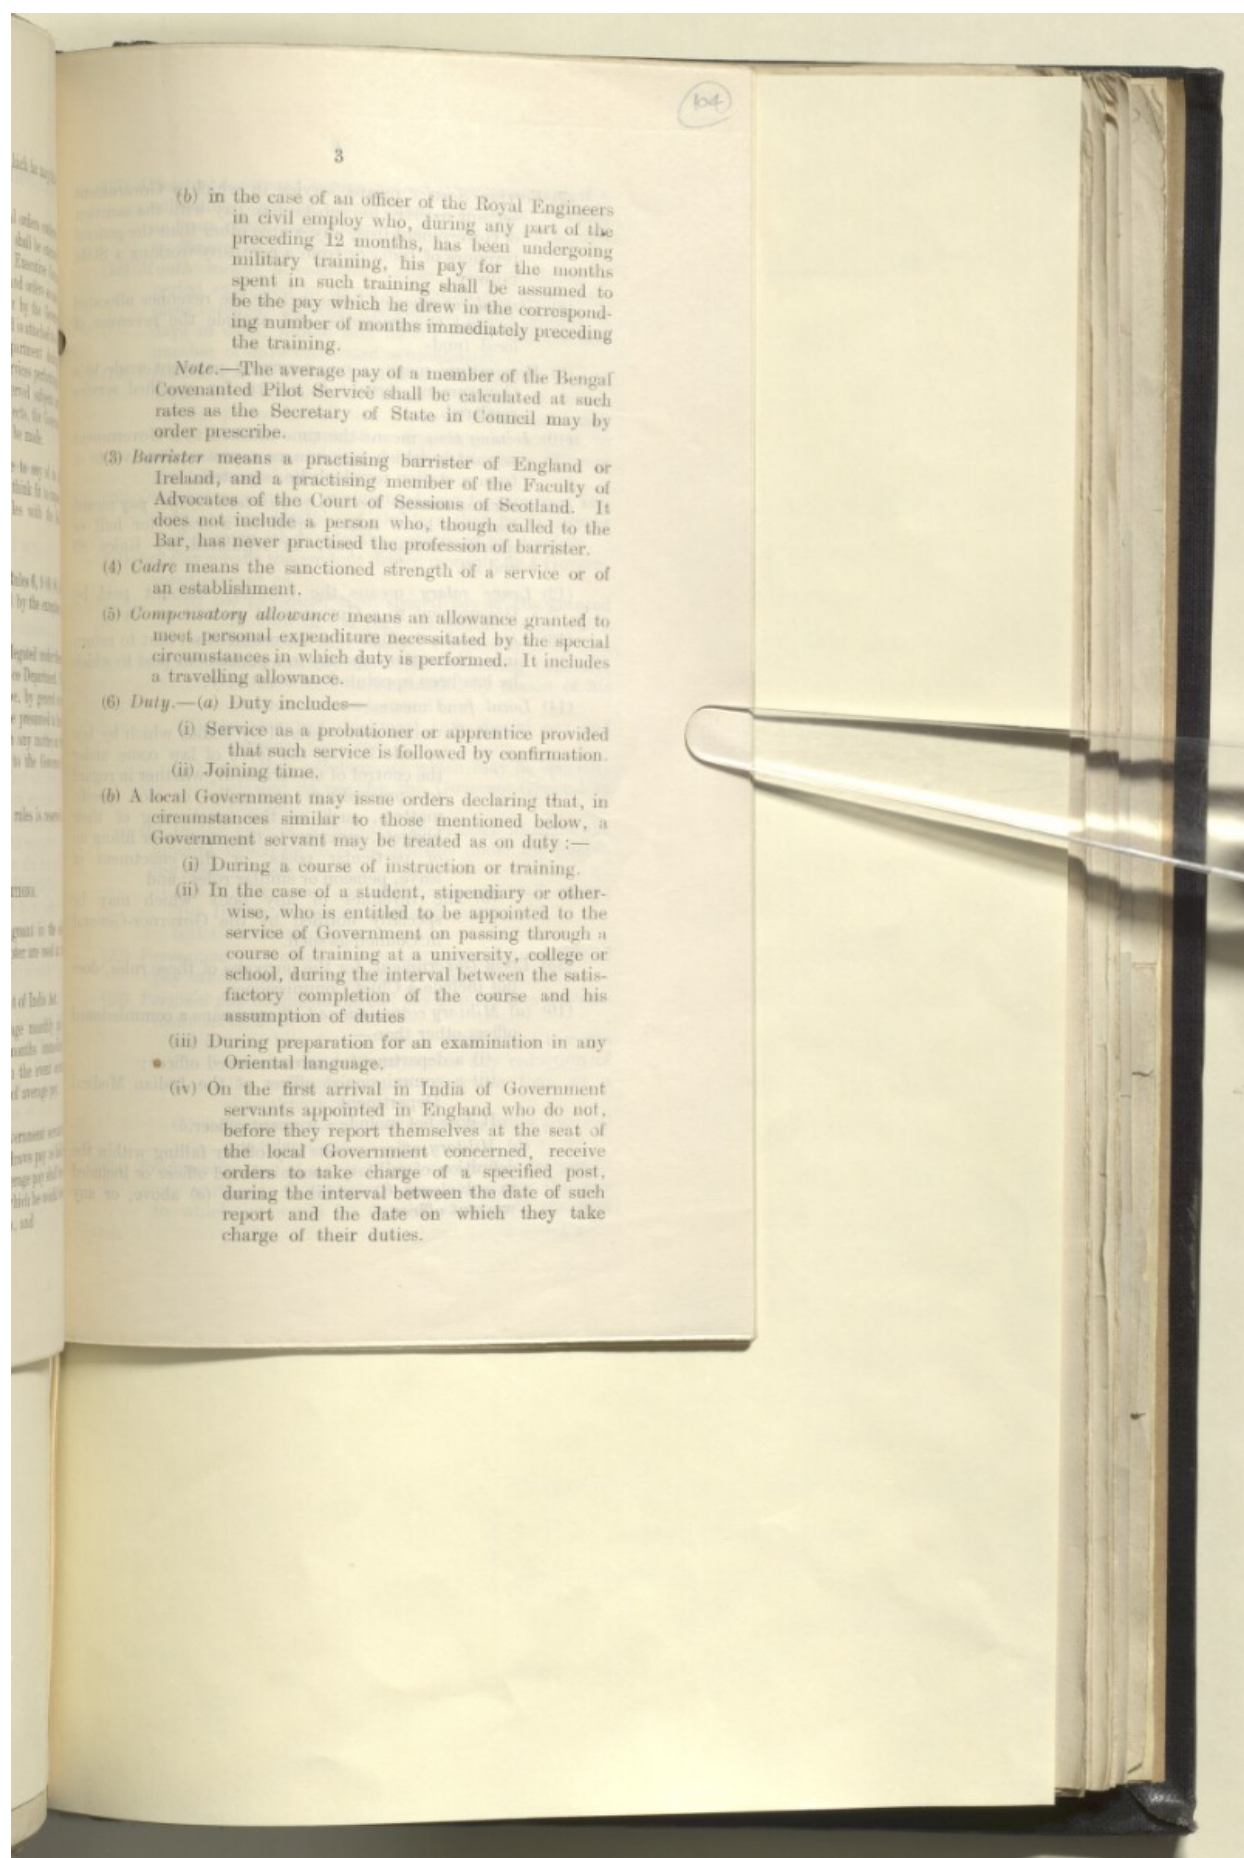 104
3
(b) in the case of an officer of the Royal Engineers
in civil employ who, during any part of the
preceding 12 months, has been undergoing
military training, his pay for the months
spent in such training shall be assumed to
be the pay which he drew in the correspond-
ing number of months immediately preceding
the training.
Note.—The average pay of a member of the Bengal
Covenanted Pilot Service shall be calculated at such
rates as the Secretary of State in Council may by
order prescribe.
(3) Barrister means a practising barrister of England or
Ireland, and a practising member of the Faculty of
Advocates of the Court of Sessions of Scotland. It
does not include a person who, though called to the
Bar, has never practised the profession of barrister.
(4) Cadre means the sanctioned strength of a service or of
an establishment.
(5) Compensatory allowance means an allowance granted to
meet personal expenditure necessitated by the special
circumstances in which duty is performed. It includes
a travelling allowance.
(6) Duty.—(a) Duty includes—
(i) Service as a probationer or apprentice provided
that such service is followed by confirmation.
(ii) Joining time.
(b) A local Government may issue orders declaring that, in
circumstances similar to those mentioned below, a
Government servant may be treated as on duty :—
(i) During a course of instruction or training.
(ii) In the case of a student, stipendiary or other-
wise, who is entitled to be appointed to the
service of Government on passing through a
course of training at a university, college or
school, during the interval between the satis-
factory completion of the course and his
assumption of duties
(iii) During preparation for an examination in any
Oriental language.
(iv) On the first arrival in India of Government
servants appointed in England who do not,
before they report themselves at the seat of
the local Government concerned, receive
orders to take charge of a specified post,
during the interval between the date of such
report and the date on which they take
charge of their duties.